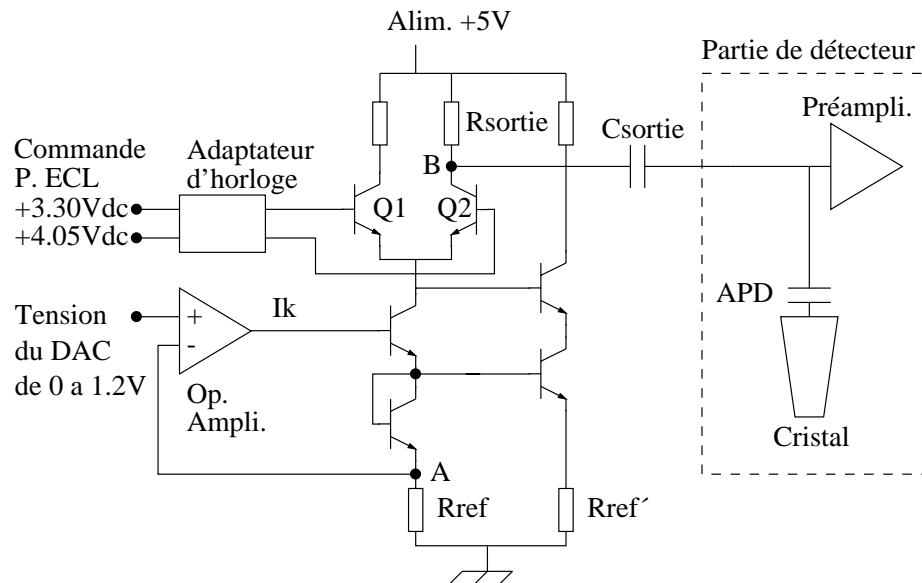 Alim. +5V
Partie de détecteur
Préampli.
Rsortie
Csortie
Commande
P. ECL
+3.30Vdc
+4.05Vdc
Adaptateur
d'horloge
B
Q1
Q2
APD
Tension
du DAC
de 0 a 1.2V
+
-
Ik
Op.
Ampli.
Cristal
A
Rref
Rref´